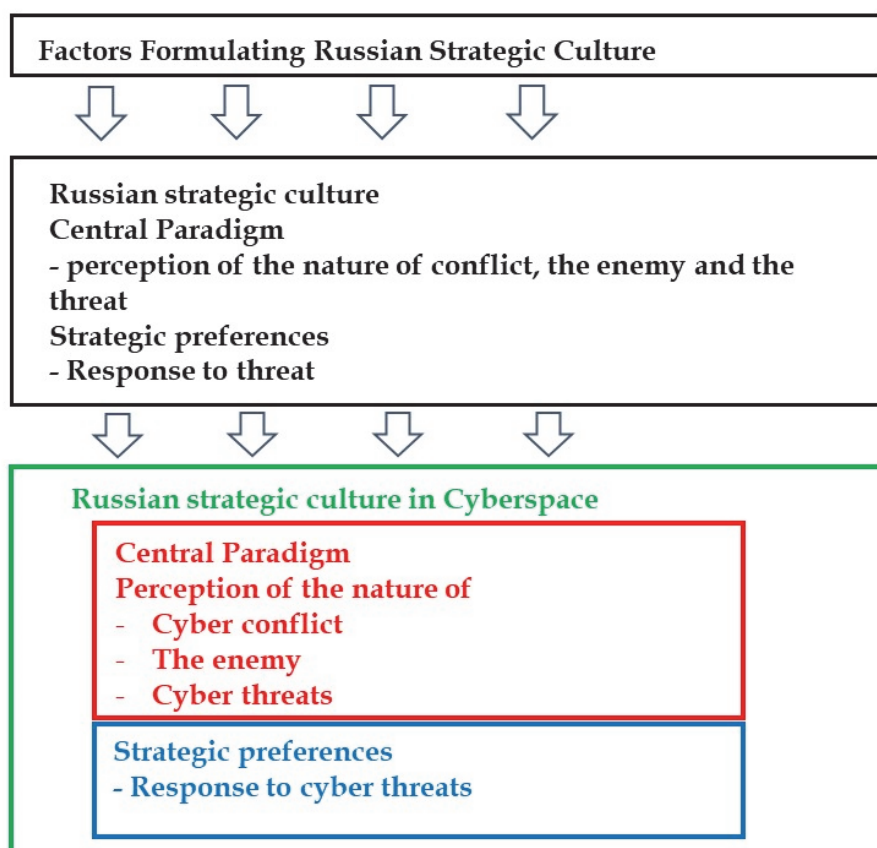 Factors Formulating Russian Strategic Culture
Russian strategic culture
Central Paradigm
- perception of the nature of conflict, the enemy and the
threat
Strategic preferences
- Response to threat
Russian strategic culture in Cyberspace
Central Paradigm
Perception of the nature of
- Cyber conflict
- The enemy
- Cyber threats
Strategic preferences
- Response to cyber threats